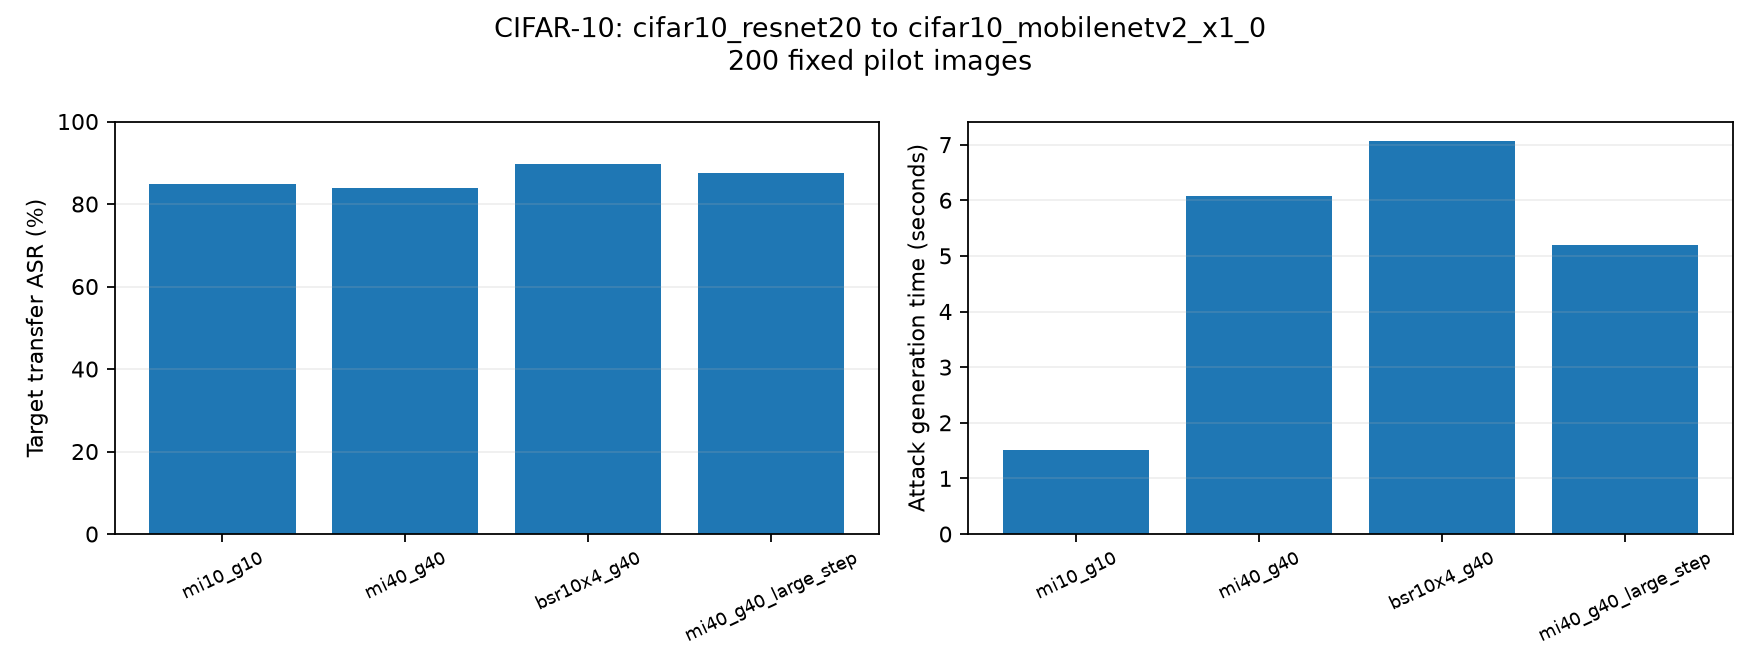 CIFAR-10: cifar10_resnet20 to cifar10_mobilenetv2_x1_0
200 fixed pilot images
Target transfer ASR (%)
100
80
60
40
20
0
mi10_g10
mi40_g40
bsr10x4_g40
mi40_g40_large_step
Attack generation time (seconds)
7
6
5
4
3
2
1
0
mi10_g10
mi40_g40
bsr10x4_g40
mi40_g40_large_step